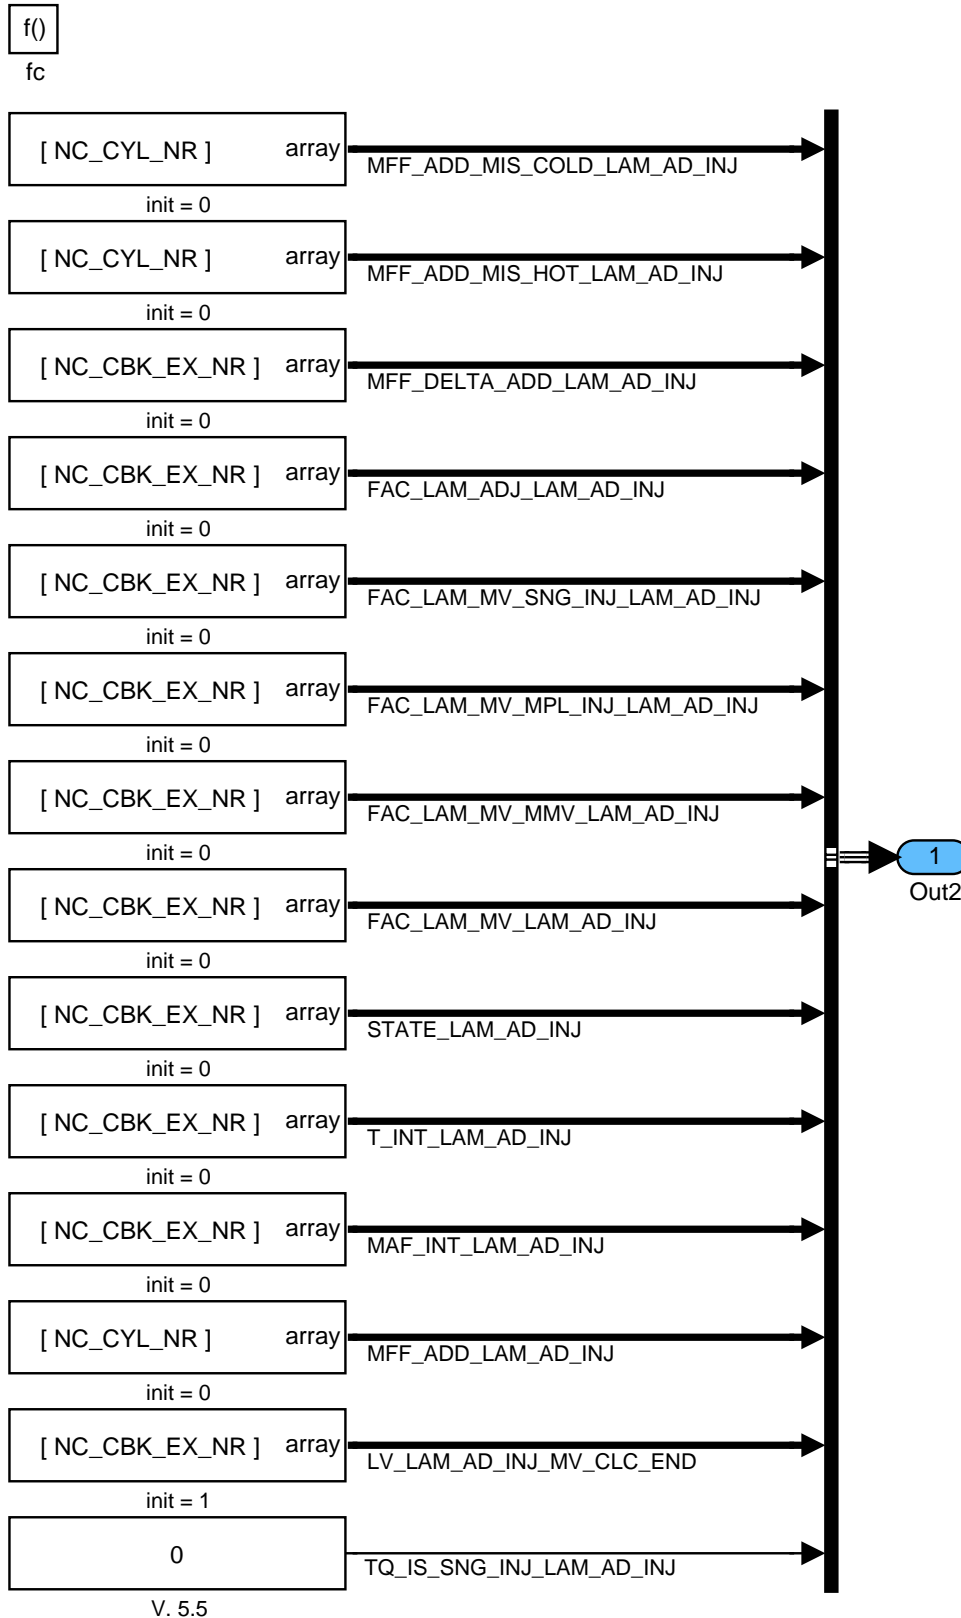 f()
fc
[ NC_CYL_NR ] array
MFF_ADD_MIS_COLD_LAM_AD_INJ
init = 0
[ NC_CYL_NR ] array
MFF_ADD_MIS_HOT_LAM_AD_INJ
init = 0
[ NC_CBK_EX_NR ] array
MFF_DELTA_ADD_LAM_AD_INJ
init = 0
[ NC_CBK_EX_NR ] array
FAC_LAM_ADJ_LAM_AD_INJ
init = 0
[ NC_CBK_EX_NR ] array
FAC_LAM_MV_SNG_INJ_LAM_AD_INJ
init = 0
[ NC_CBK_EX_NR ] array
FAC_LAM_MV_MPL_INJ_LAM_AD_INJ
init = 0
[ NC_CBK_EX_NR ] array
FAC_LAM_MV_MMV_LAM_AD_INJ
init = 0
1
Out2
[ NC_CBK_EX_NR ] array
FAC_LAM_MV_LAM_AD_INJ
init = 0
[ NC_CBK_EX_NR ] array
STATE_LAM_AD_INJ
init = 0
[ NC_CBK_EX_NR ] array
T_INT_LAM_AD_INJ
init = 0
[ NC_CBK_EX_NR ] array
MAF_INT_LAM_AD_INJ
init = 0
[ NC_CYL_NR ] array
MFF_ADD_LAM_AD_INJ
init = 0
[ NC_CBK_EX_NR ] array
LV_LAM_AD_INJ_MV_CLC_END
init = 1
0
TQ_IS_SNG_INJ_LAM_AD_INJ
V. 5.5